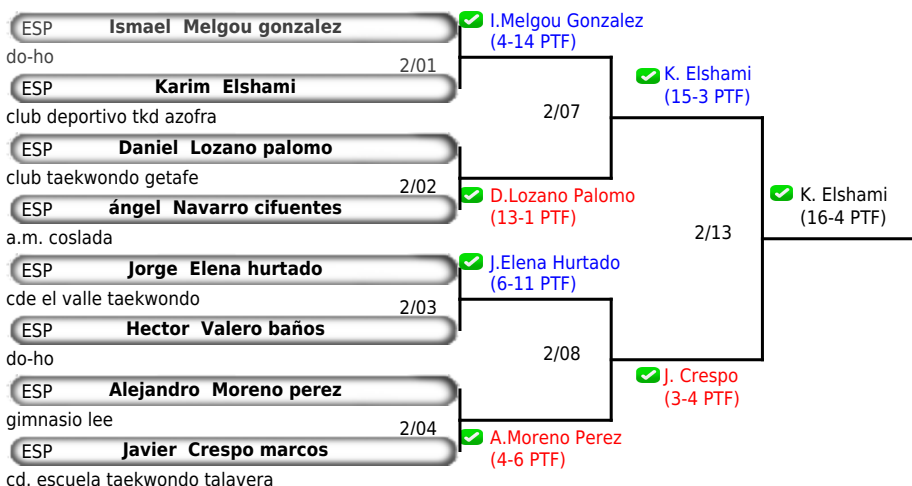 ESP Ismael Melgou gonzalez
do-ho
2/01
ESP Karim Elshami
club deportivo tkd azofra
ESP Daniel Lozano palomo
club taekwondo getafe
2/02
ESP ángel Navarro cifuentes
a.m. coslada
ESP Jorge Elena hurtado
cde el valle taekwondo
2/03
ESP Hector Valero baños
do-ho
ESP Alejandro Moreno perez
gimnasio lee
2/04
ESP Javier Crespo marcos
cd. escuela taekwondo talavera
I.Melgou Gonzalez
(4-14 PTF)
2/07
D.Lozano Palomo
(13-1 PTF)
J.Elena Hurtado
(6-11 PTF)
2/08
A.Moreno Perez
(4-6 PTF)
K. Elshami
(15-3 PTF)
2/13
J. Crespo
(3-4 PTF)
K. Elshami
(16-4 PTF)